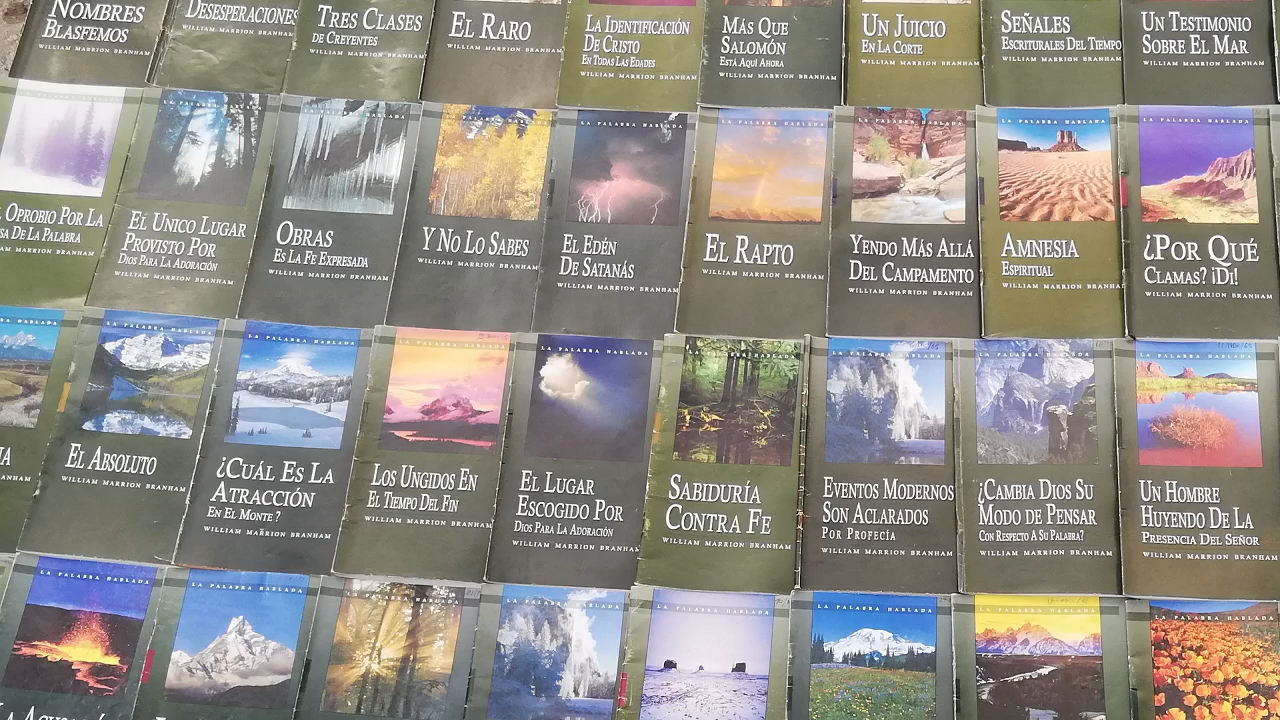 NOMBRES
BLASFEMOS
WILLIAM MARRION BRANHAM
DESESPERACIONES
WILLIAM MARRION BRANHAM
TRES CLASES
DE CREYENTES
WILLIAM MARRION BRANHAM
EL RARO
WILLIAM MARRION BRANHAM
LA IDENTIFICACIÓN
DE CRISTO
EN TODAS LAS EDADES
WILLIAM MARRION BRANHAM
MÁS QUE
SALOMÓN
ESTÁ AQUÍ AHORA
WILLIAM MARRION BRANHAM
UN JUICIO
EN LA CORTE
WILLIAM MARRION BRANHAM
SEÑALES
ESCRITURALES DEL TIEMPO
WILLIAM MARRION BRANHAM
UN TESTIMONIO
SOBRE EL MAR
WILLIAM MARRION BRANHAM
LA PALABRA HABLADA
OPROBIO POR LA
SA DE LA PALABRA
AM MARRION BRANHAM
LA PALABRA HABLADA
EL UNICO LUGAR
PROVISTO POR
DIOS PARA LA ADORACIÓN
WILLIAM MARRION BRANHAM
LA PALABRA HABLADA
OBRAS
ES LA FE EXPRESADA
WILLIAM MARRION BRANHAM
LA PALABRA HABLADA
Y NO LO SABES
WILLIAM MARRION BRANHAM
LA PALABRA HABLADA
EL EDÉN
DE SATANÁS
WILLIAM MARRION BRANHAM
LA PALABRA HABLADA
EL RAPTO
WILLIAM MARRION BRANHAM
LA PALABRA HABLADA
YENDO MÁS ALLÁ
DEL CAMPAMENTO
WILLIAM MARRION BRANHAM
LA PALABRA HABLADA
AMNESIA
ESPIRITUAL
WILLIAM MARRION BRANHAM
LA PALABRA HABLADA
¿POR QUÉ
CLAMAS? ¡DI!
WILLIAM MARRION BRANHAM
PALABRA HABLADA
IA
BRANHAM
LA PALABRA HABLADA
EL ABSOLUTO
WILLIAM MARRION BRANHAM
LA PALABRA HABLADA
¿CUÁL ES LA
ATRACCIÓN
EN EL MONTE?
WILLIAM MARRION BRANHAM
LA PALABRA HABLADA
LOS UNGIDOS EN
EL TIEMPO DEL FIN
WILLIAM MARRION BRANHAM
LA PALABRA HABLADA
EL LUGAR
ESCOGIDO POR
DIOS PARA LA ADORACIÓN
WILLIAM MARRION BRANHAM
LA PALABRA HABLADA
SABIDURÍA
CONTRA FE
WILLIAM MARRION BRANHAM
LA PALABRA HABLADA
EVENTOS MODERNOS
SON ACLARADOS
POR PROFECÍA
WILLIAM MARRION BRANHAM
LA PALABRA HABLADA
¿CAMBIA DIOS SU
MODO DE PENSAR
CON RESPECTO A SU PALABRA?
WILLIAM MARRION BRANHAM
LA PALABRA HABLADA
UN HOMBRE
HUYENDO DE LA
PRESENCIA DEL SEÑOR
WILLIAM MARRION BRANHAM
LA PALABRA HABLADA
LA PALABRA HABLADA
LA PALABRA HABLADA
LA PALABRA HABLADA
LA PALABRA HABLADA
LA PALABRA HABLADA
LA PALABRA HABLADA
LA PALABRA HABLADA